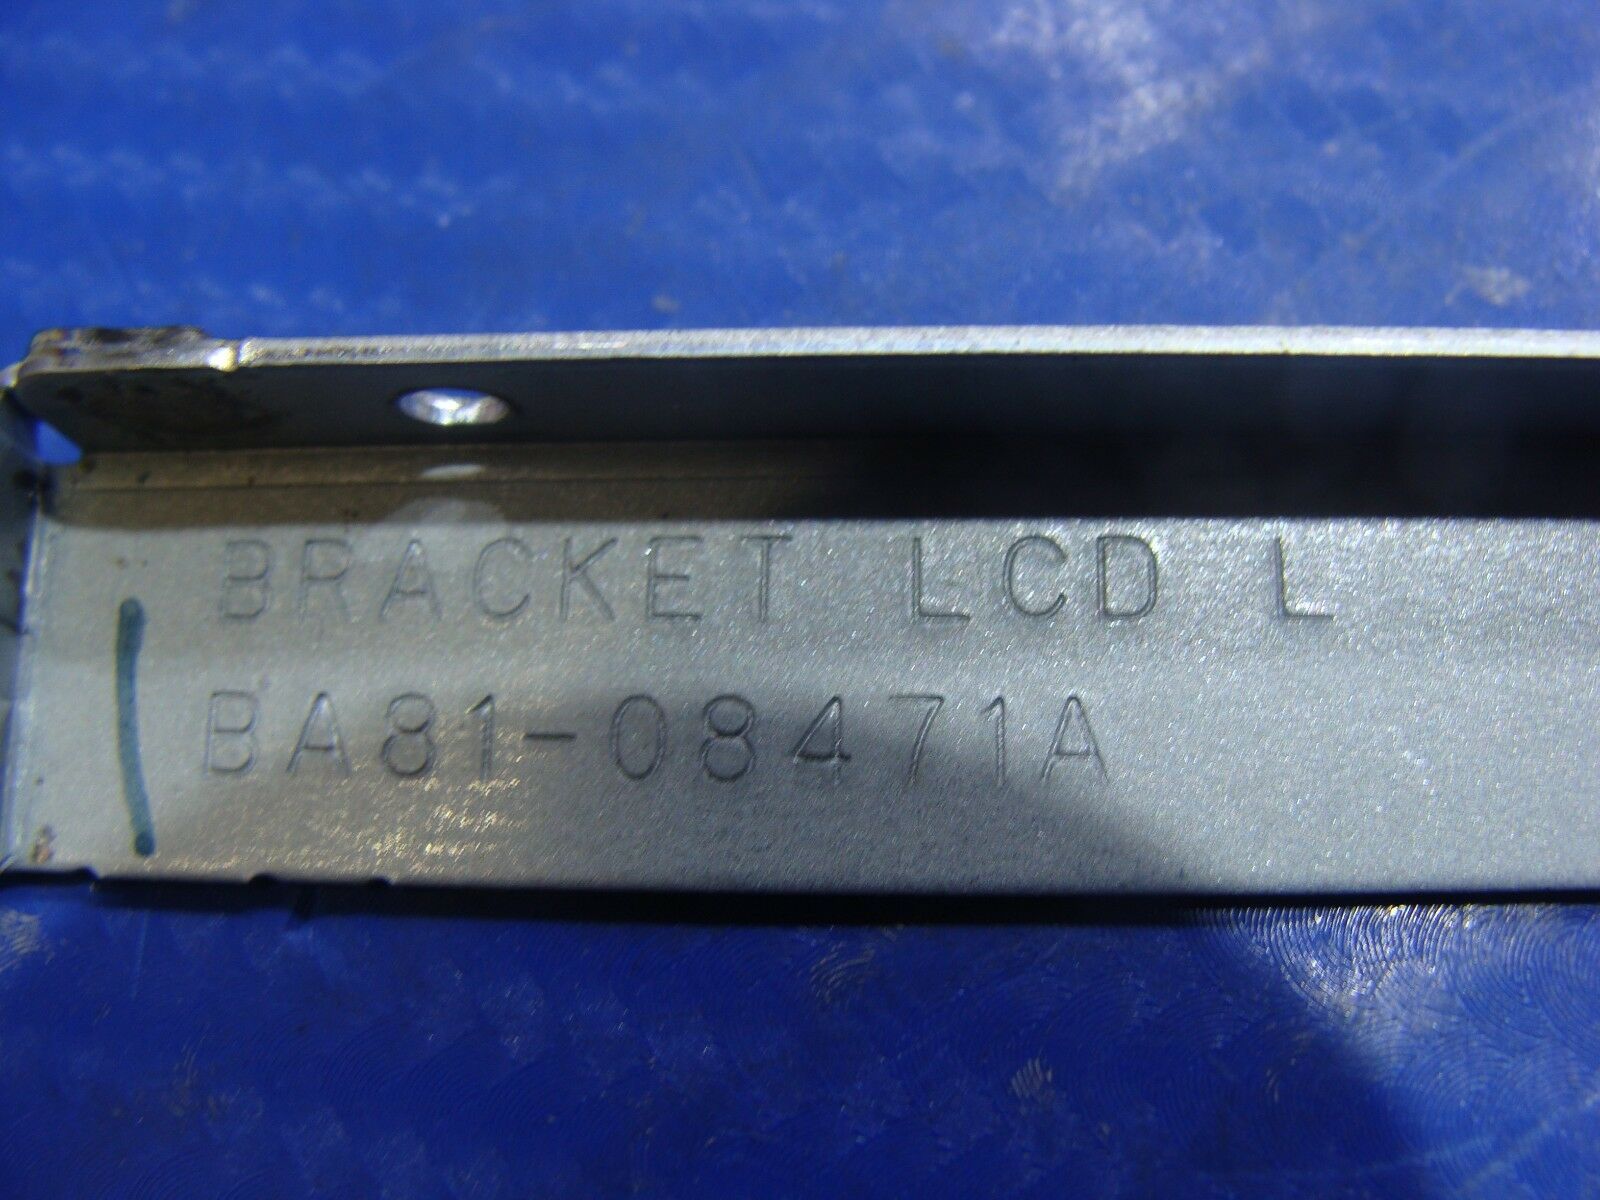 BRACKET LCD L
BA81-08471A